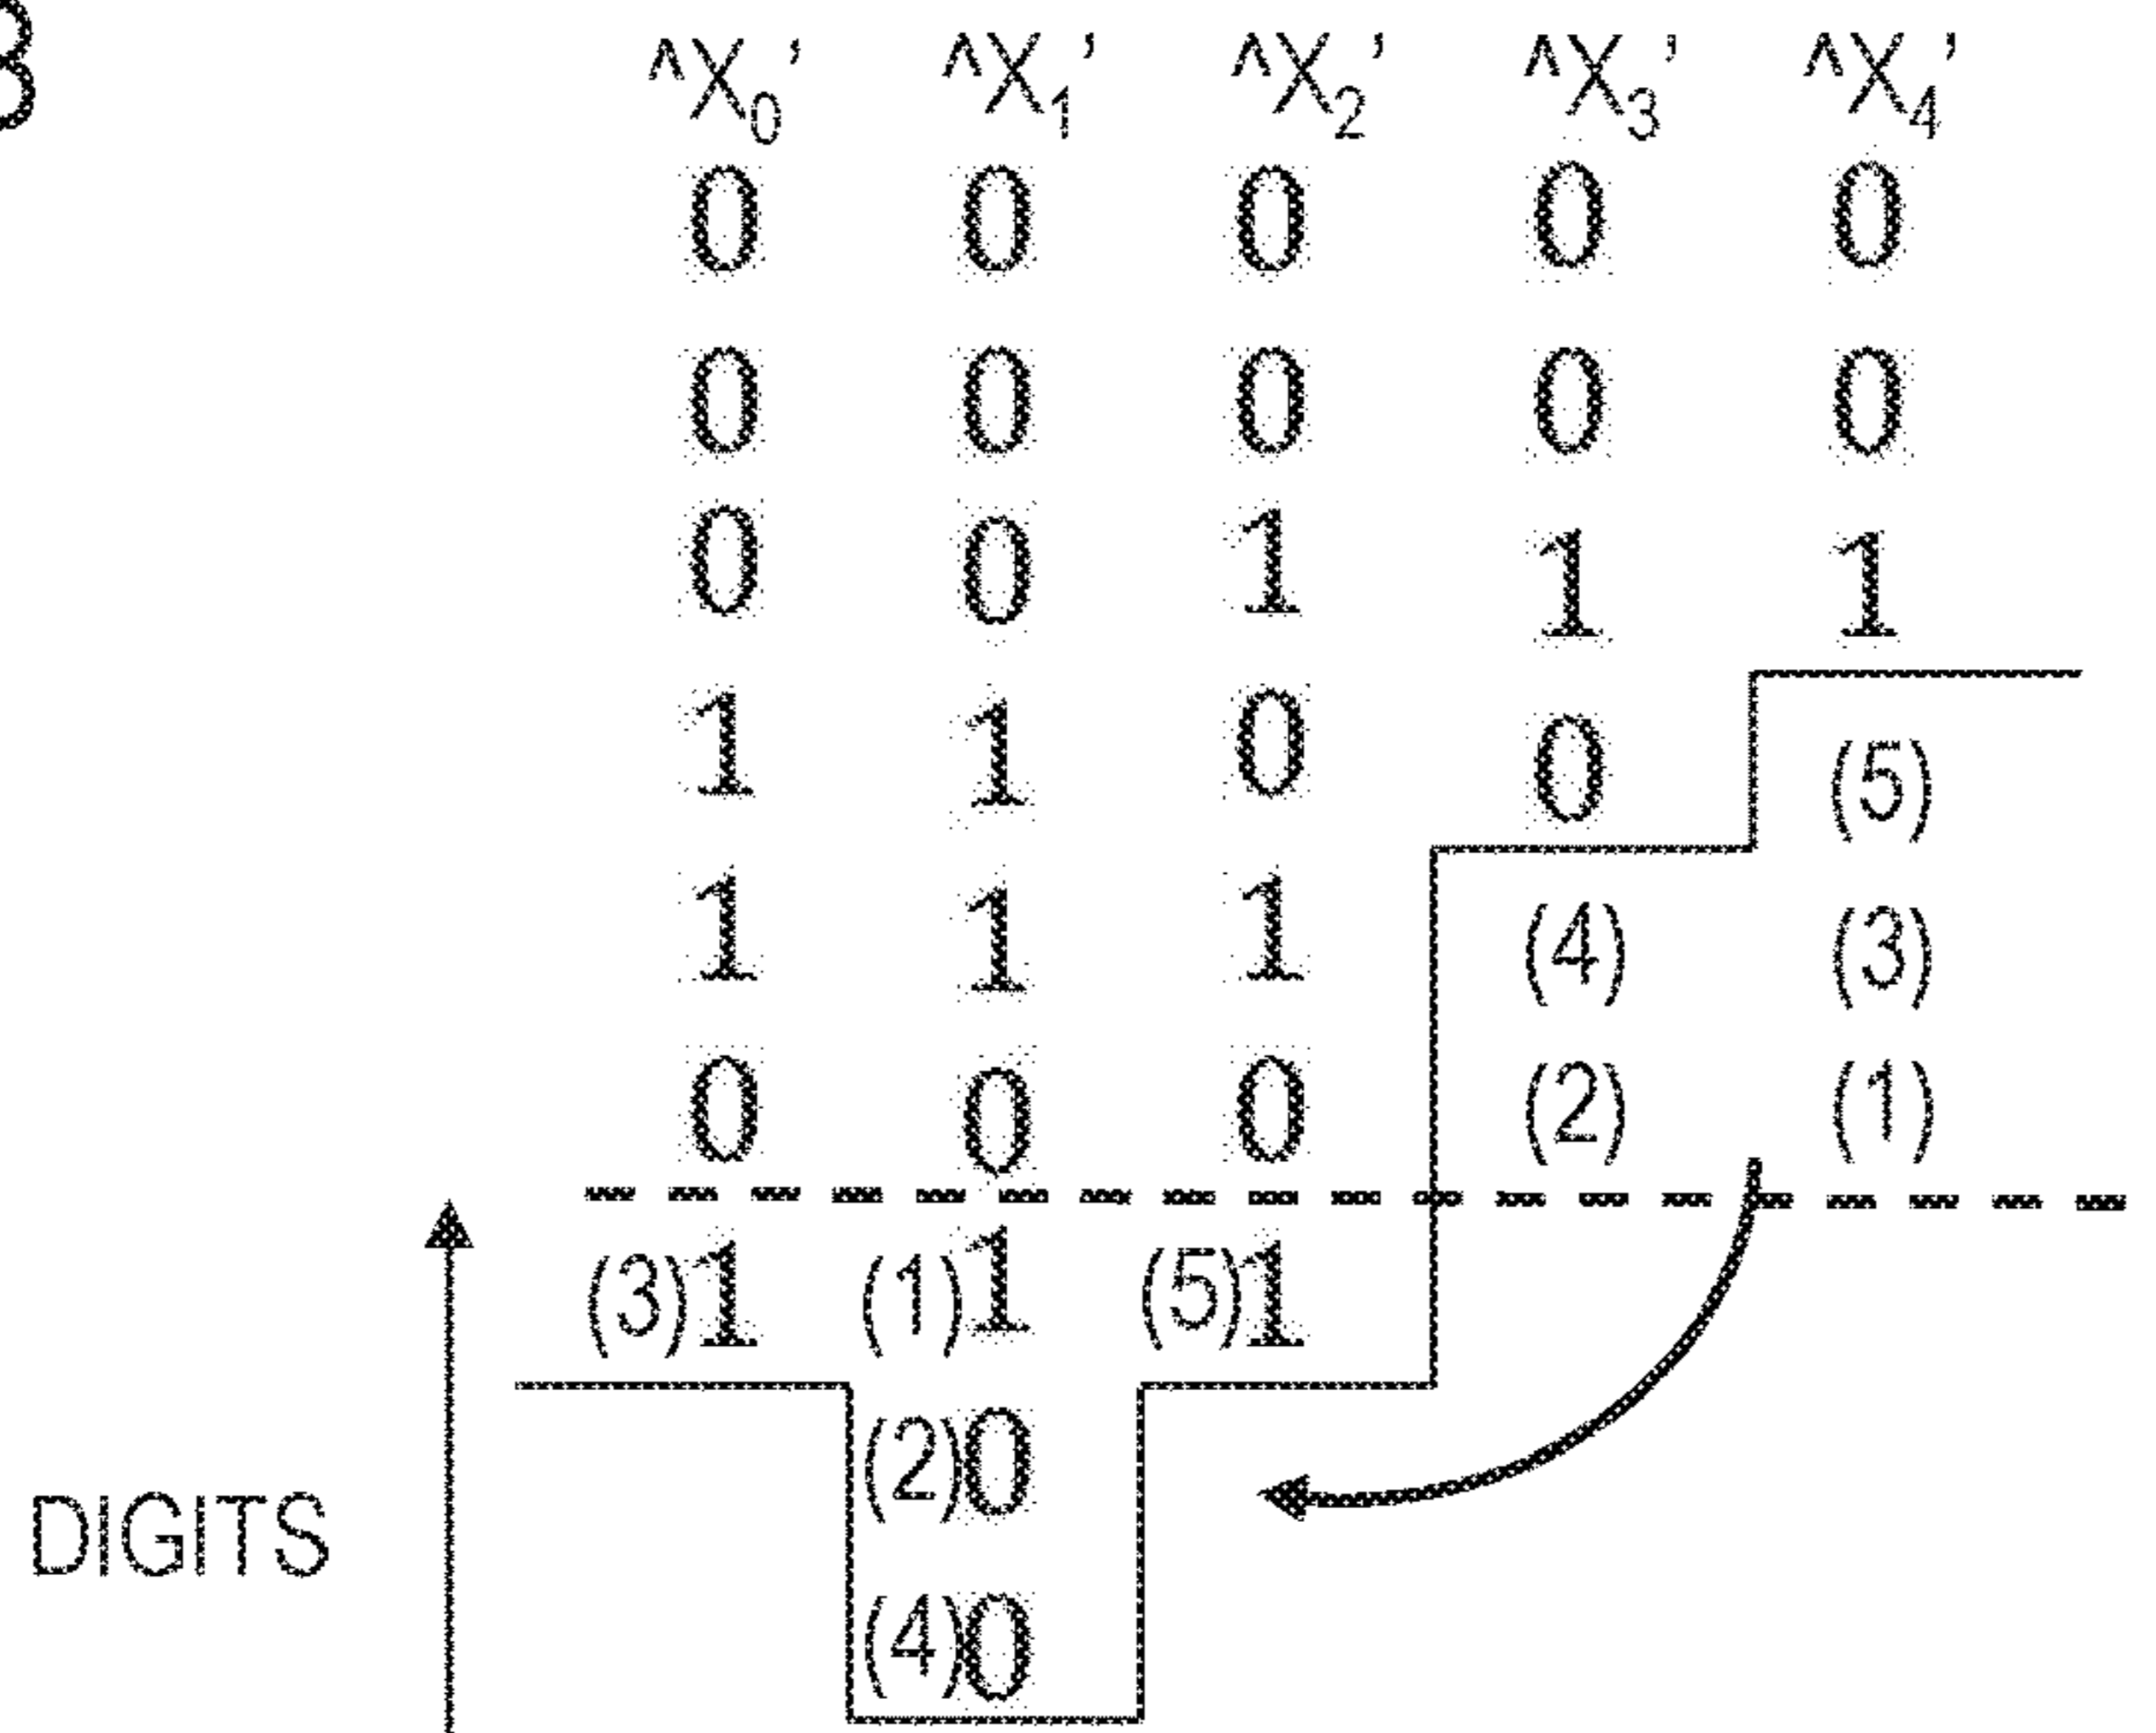 ^X0' ^X1' ^X2' ^X3' ^X4'
0 0 0 0 0
0 0 0 0 0
0 0 1 1 1
1 1 0 0 (5)
1 1 1 (4) (3)
0 0 0 (2) (1)
(3)1 (1)1 (5)1
(2)0
DIGITS
(4)0